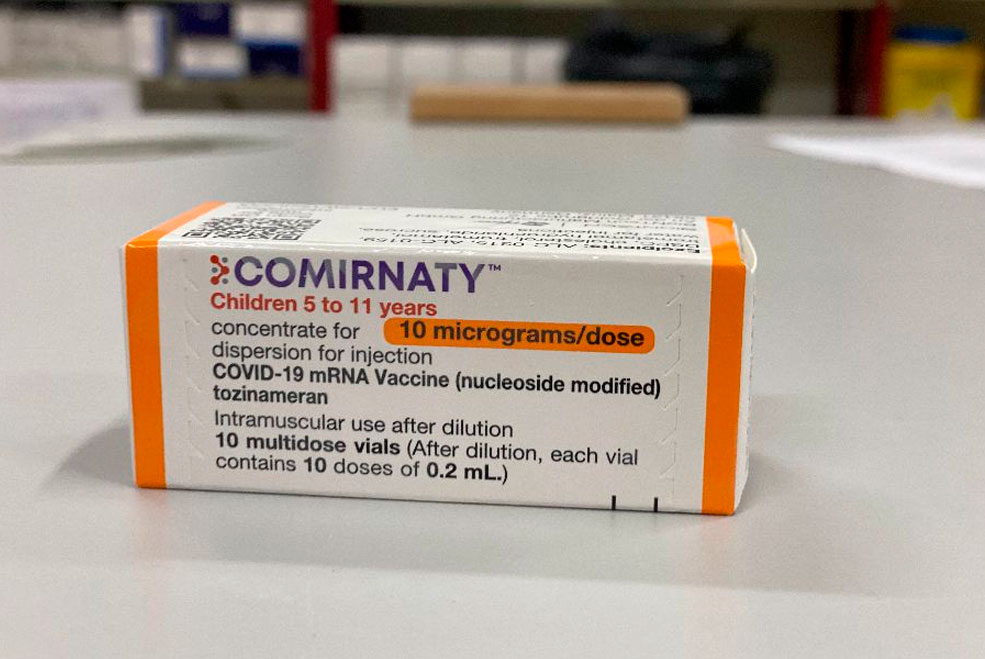 COMIRNATY™
Children 5 to 11 years
concentrate for 10 micrograms/dose
dispersion for injection
COVID-19 mRNA Vaccine (nucleoside modified)
tozinameran
Intramuscular use after dilution
10 multidose vials (After dilution, each vial
contains 10 doses of 0.2 mL.)